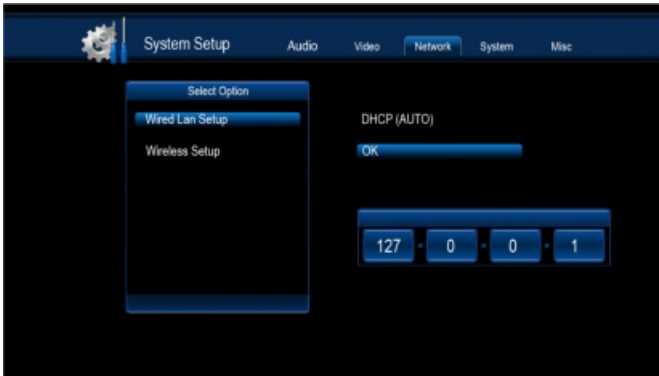 System Setup Audio Video Network System Misc
Select Option
Wired Lan Setup DHCP (AUTO)
Wireless Setup OK
127 0 0 1